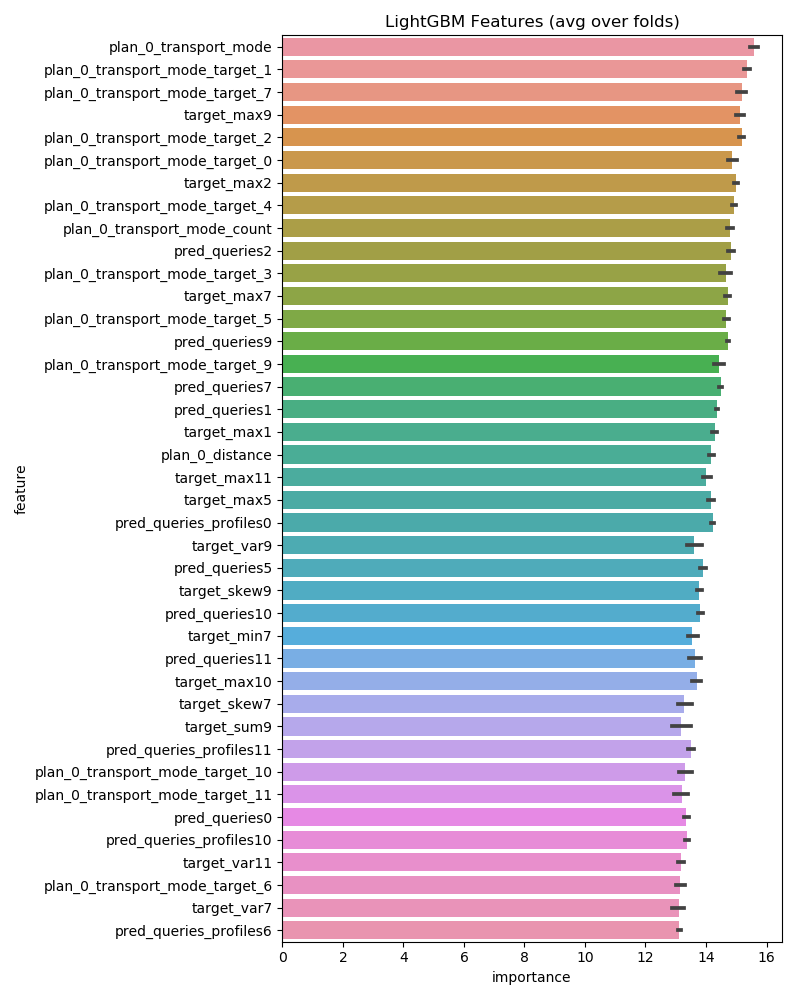 LightGBM Features (avg over folds)
plan_0_transport_mode
plan_0_transport_mode_target_1
plan_0_transport_mode_target_7
target_max9
plan_0_transport_mode_target_2
plan_0_transport_mode_target_0
target_max2
plan_0_transport_mode_target_4
plan_0_transport_mode_count
pred_queries2
plan_0_transport_mode_target_3
target_max7
plan_0_transport_mode_target_5
pred_queries9
plan_0_transport_mode_target_9
pred_queries7
pred_queries1
target_max1
plan_0_distance
target_max11
target_max5
pred_queries_profiles0
target_var9
pred_queries5
target_skew9
pred_queries10
target_min7
pred_queries11
target_max10
target_skew7
target_sum9
pred_queries_profiles11
plan_0_transport_mode_target_10
plan_0_transport_mode_target_11
pred_queries0
pred_queries_profiles10
target_var11
plan_0_transport_mode_target_6
target_var7
pred_queries_profiles6
feature
0 2 4 6 8 10 12 14 16
importance